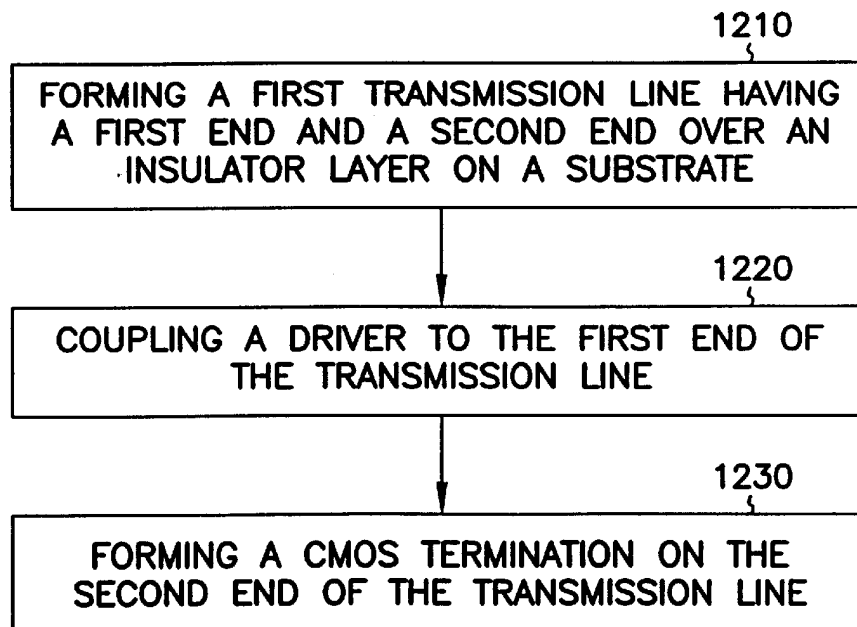 1210
FORMING A FIRST TRANSMISSION LINE HAVING
A FIRST END AND A SECOND END OVER AN
INSULATOR LAYER ON A SUBSTRATE
1220
COUPLING A DRIVER TO THE FIRST END OF
THE TRANSMISSION LINE
1230
FORMING A CMOS TERMINATION ON THE
SECOND END OF THE TRANSMISSION LINE